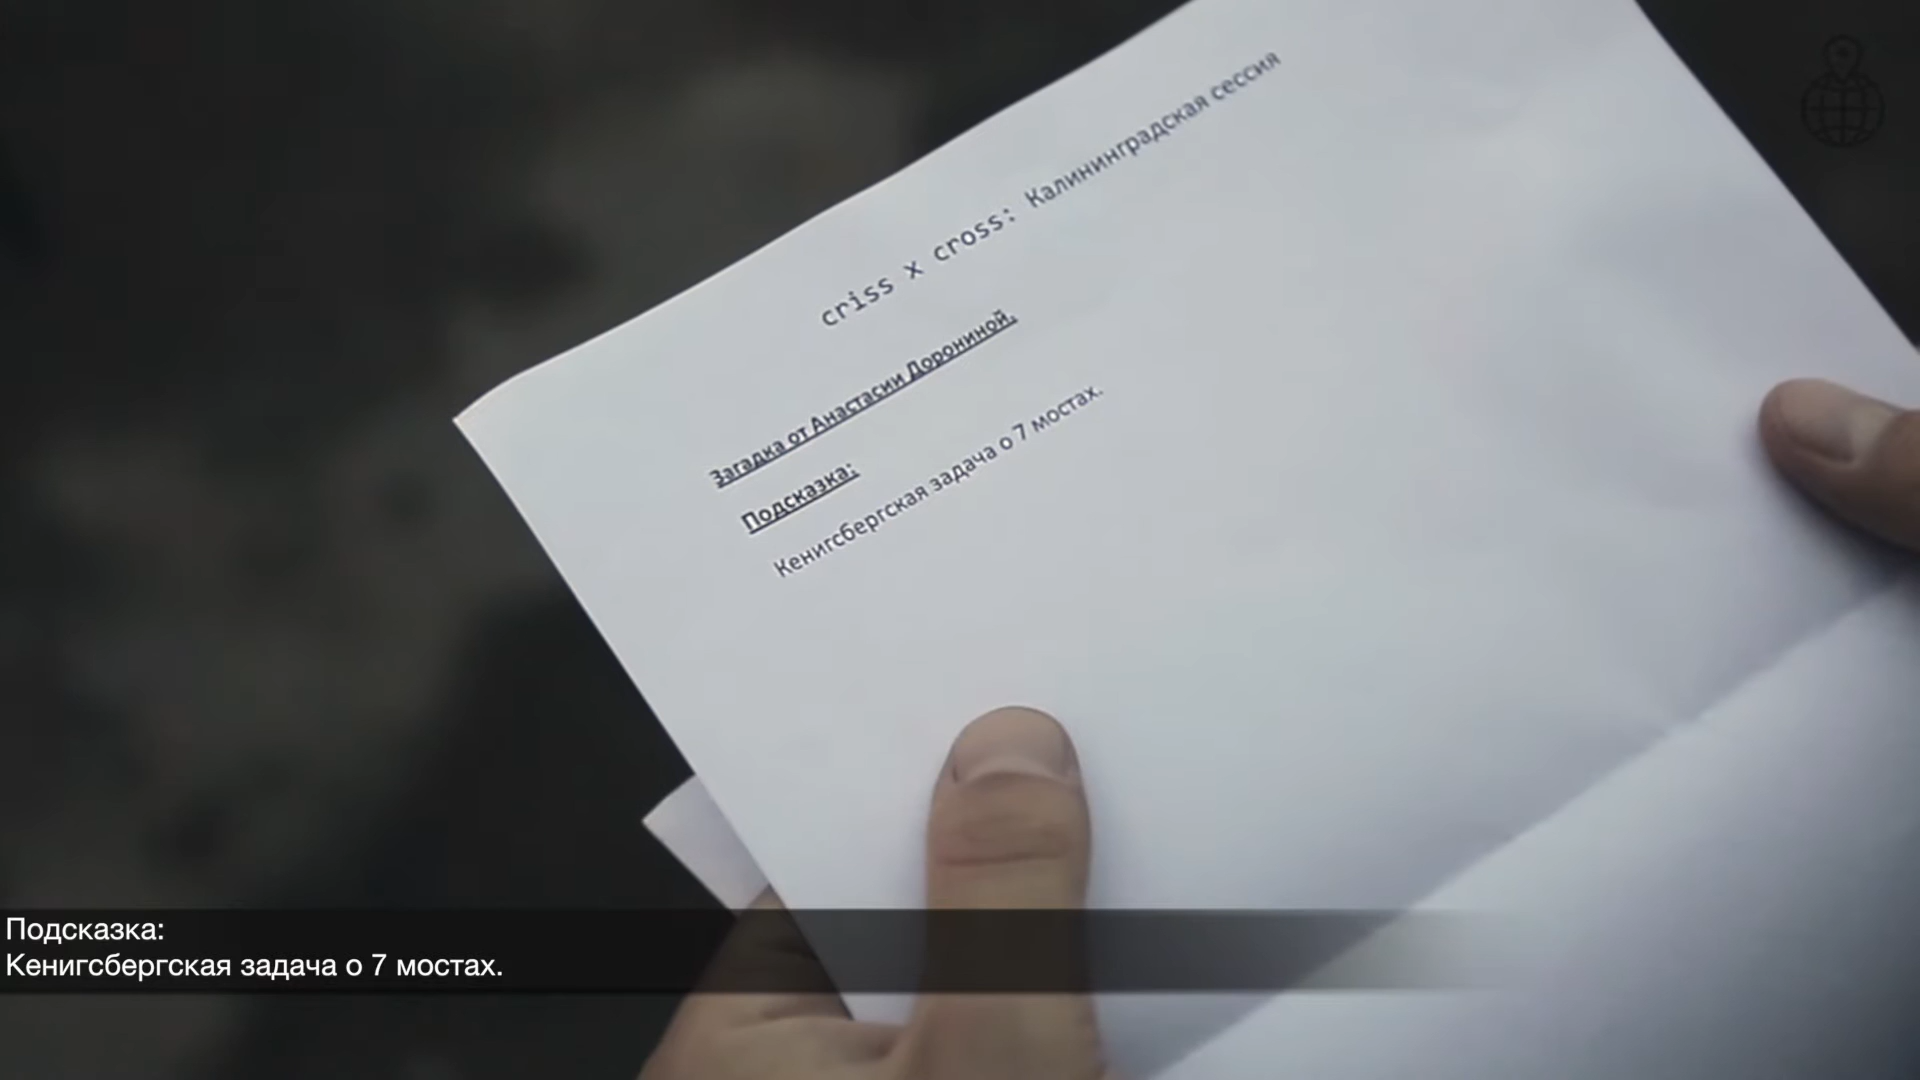 criss x cross: Калининградская сессия
Загадка от Анастасии Дорониной.
Подсказка:
Кенигсбергская задача о 7 мостах.
Подсказка:
Кенигсбергская задача о 7 мостах.